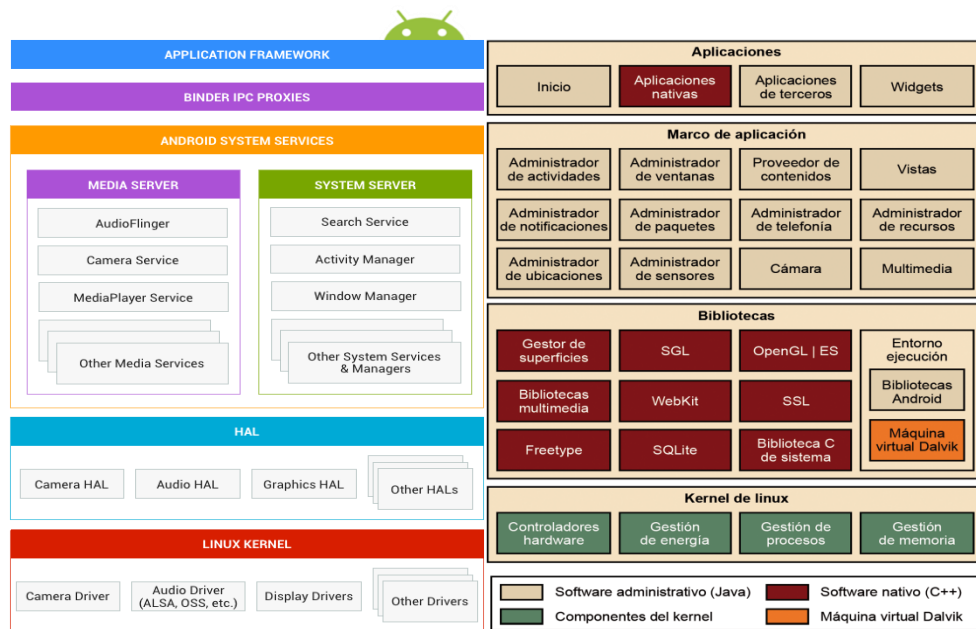 APPLICATION FRAMEWORK
BINDER IPC PROXIES
ANDROID SYSTEM SERVICES
MEDIA SERVER
AudioFlinger
Camera Service
MediaPlayer Service
Other Media Services
SYSTEM SERVER
Search Service
Activity Manager
Window Manager
Other System Services
& Managers
HAL
Camera HAL
Audio HAL
Graphics HAL
Other HALs
LINUX KERNEL
Camera Driver
Audio Driver
(ALSA, OSS, etc.)
Display Drivers
Other Drivers
Aplicaciones
Inicio
Aplicaciones
nativas
Aplicaciones
de terceros
Widgets
Marco de aplicación
Administrador
de actividades
Administrador
de ventanas
Proveedor de
contenidos
Vistas
Administrador
de notificaciones
Administrador
de paquetes
Administrador
de telefonía
Administrador
de recursos
Administrador
de ubicaciones
Administrador
de sensores
Cámara
Multimedia
Bibliotecas
Gestor de
superficies
SGL
OpenGL | ES
Bibliotecas
multimedia
WebKit
SSL
Freetype
SQLite
Biblioteca C
de sistema
Entorno
ejecución
Bibliotecas
Android
Máquina
virtual Dalvik
Kernel de linux
Controladores
hardware
Gestión
de energía
Gestión de
procesos
Gestión
de memoria
Software administrativo (Java)
Software nativo (C++)
Componentes del kernel
Máquina virtual Dalvik